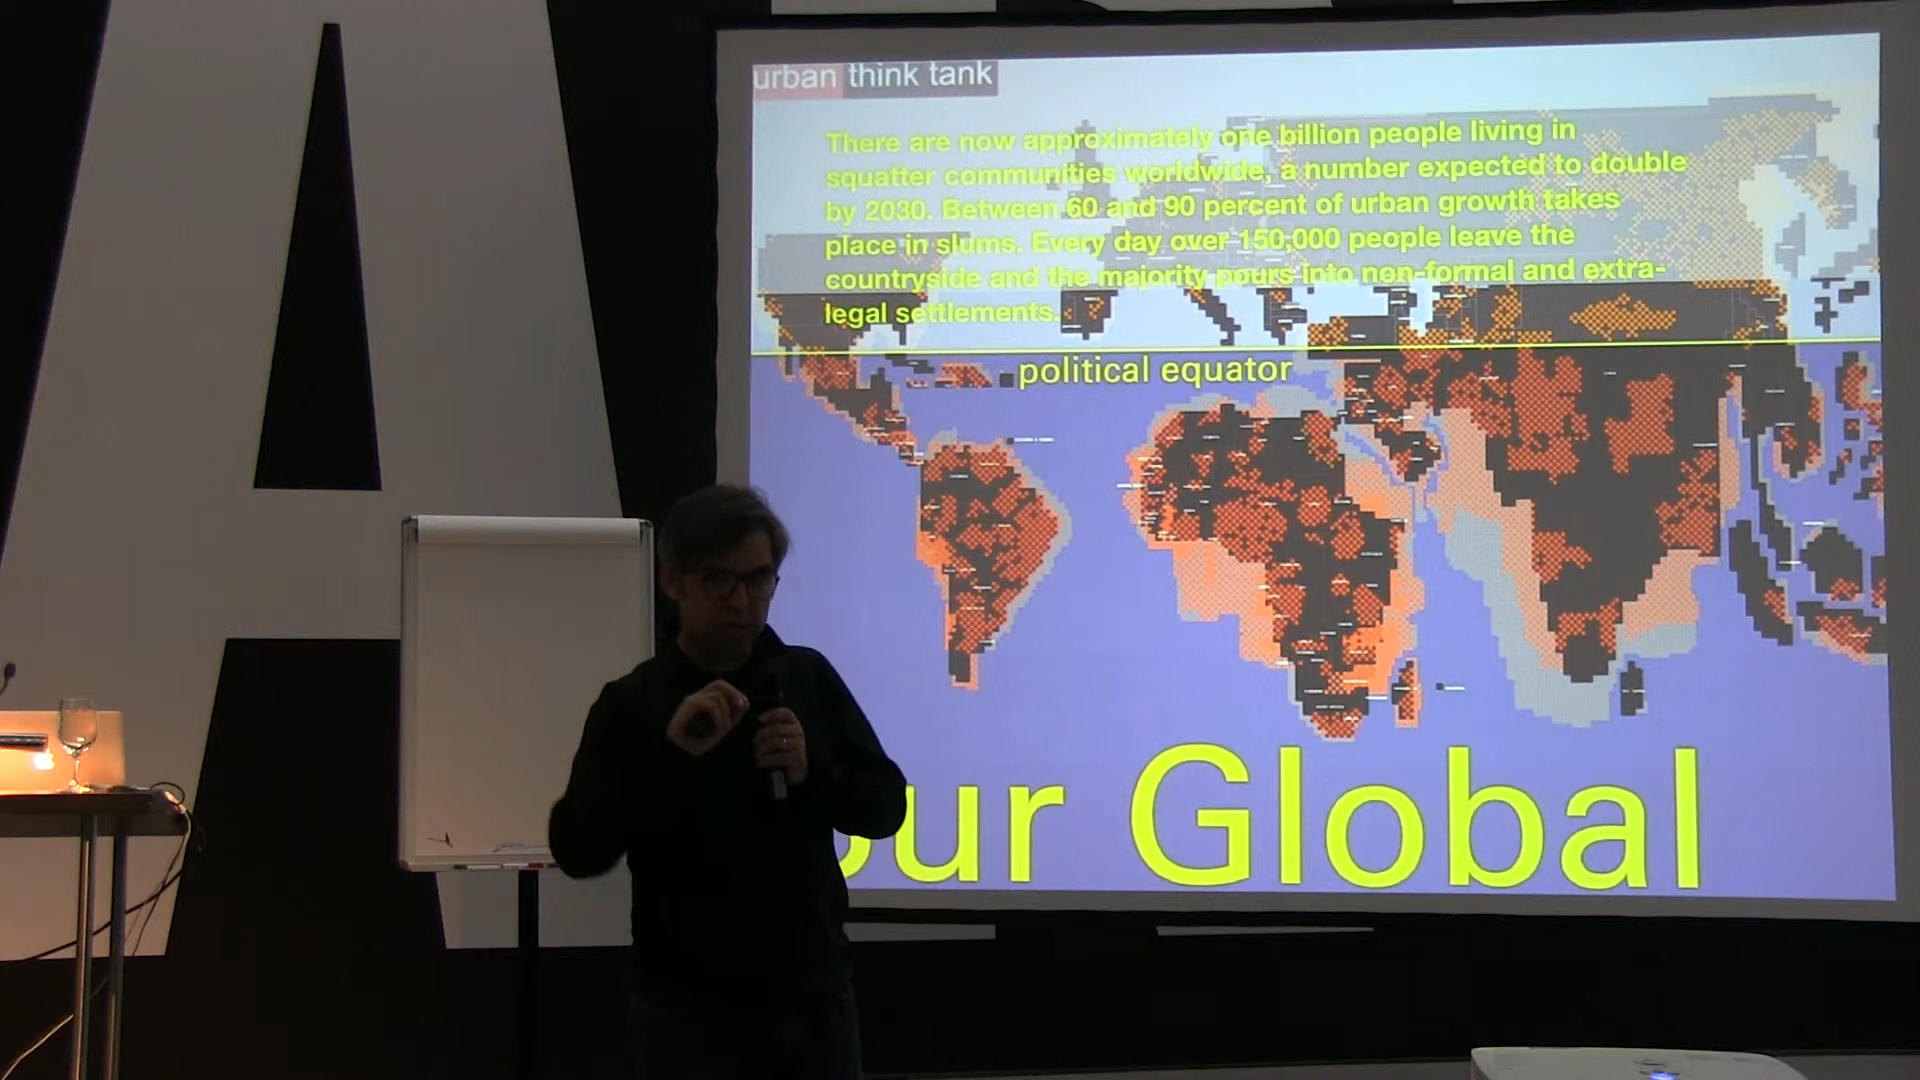 urban think tank
There are now approximately one billion people living in
squatter communities worldwide, a number expected to double
by 2030. Between 60 and 90 percent of urban growth takes
place in slums. Every day over 150,000 people leave the
countryside and the majority pours into non-formal and extra-
legal settlements.
political equator
our Global